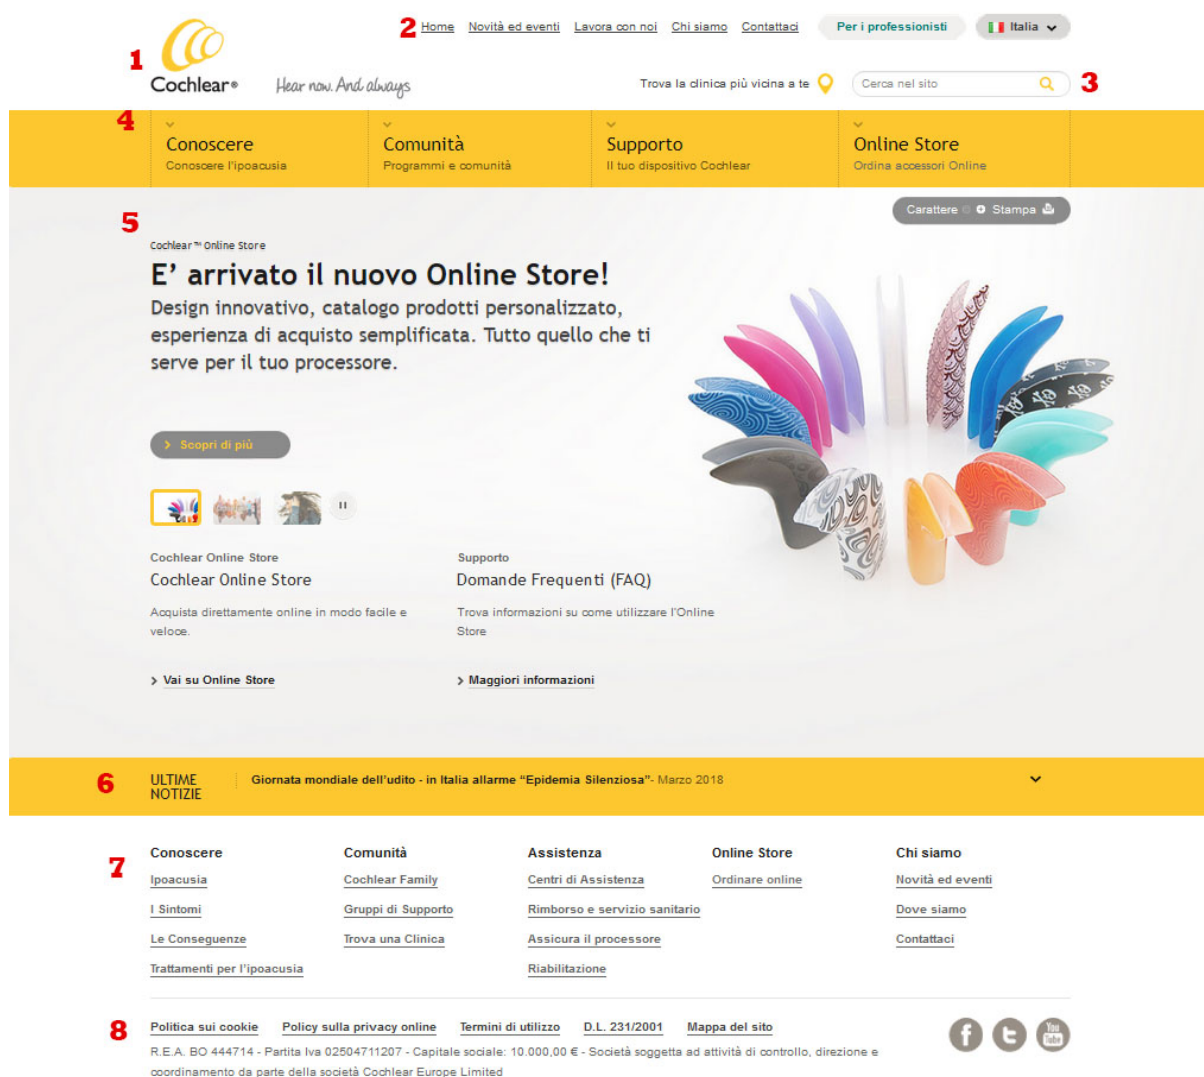 2 Home Novità ed eventi Lavora con noi Chi siamo Contattaci Per i professionisti Italia
1
Cochlear® Hear now. And always Trova la clinica più vicina a te Cerca nel sito 3
4
Conoscere Comunità Supporto Online Store
Conoscere l'ipoacusia Programmi e comunità Il tuo dispositivo Cochlear Ordina accessori Online
Carattere Stampa
5
Cochlear™ Online Store
E’ arrivato il nuovo Online Store!
Design innovativo, catalogo prodotti personalizzato,
esperienza di acquisto semplificata. Tutto quello che ti
serve per il tuo processore.
Scopri di più
Cochlear Online Store
Cochlear Online Store
Acquista direttamente online in modo facile e
veloce.
Vai su Online Store
Supporto
Domande Frequenti (FAQ)
Trova informazioni su come utilizzare l'Online
Store
Maggiori informazioni
6 ULTIME
NOTIZIE
Giornata mondiale dell’udito - in Italia allarme “Epidemia Silenziosa”- Marzo 2018
7
Conoscere
Ipoacusia
I Sintomi
Le Conseguenze
Trattamenti per l'ipoacusia
Comunità
Cochlear Family
Gruppi di Supporto
Trova una Clinica
Assistenza
Centri di Assistenza
Rimborso e servizio sanitario
Assicura il processore
Riabilitazione
Online Store
Ordinare online
Chi siamo
Novità ed eventi
Dove siamo
Contattaci
8 Politica sui cookie Policy sulla privacy online Termini di utilizzo D.L. 231/2001 Mappa del sito
You
Tube
R.E.A. BO 444714 - Partita Iva 02504711207 - Capitale sociale: 10.000,00 € - Società soggetta ad attività di controllo, direzione e
coordinamento da parte della società Cochlear Europe Limited